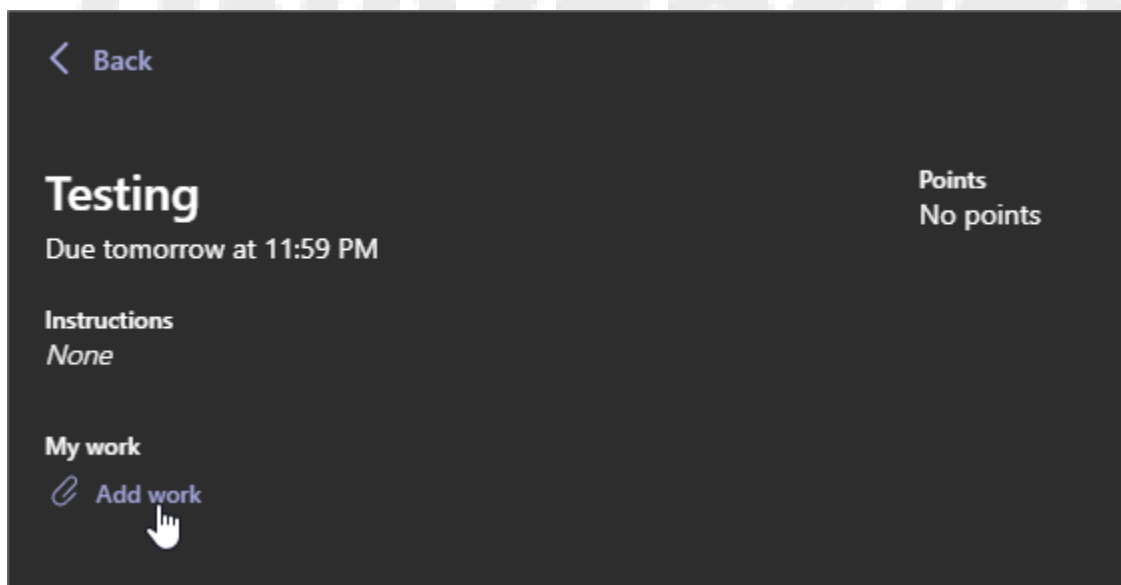 Back
Testing
Due tomorrow at 11:59 PM
Points
No points
Instructions
None
My work
Add work